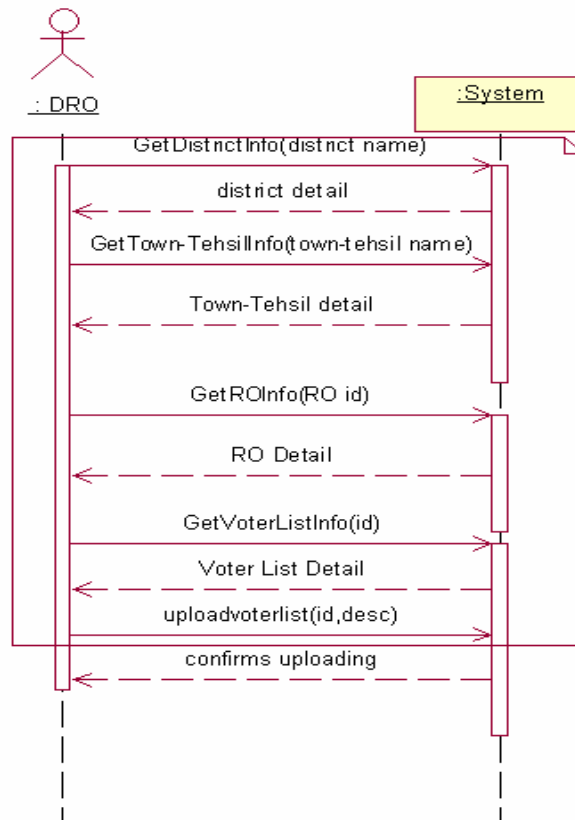 : DRO
:System
GetDistrictInfo(district name)
district detail
GetTown-TehsilInfo(town-tehsil name)
Town-Tehsil detail
GetROInfo(RO id)
RO Detail
GetVoterListInfo(id)
Voter List Detail
uploadvoterlist(id,desc)
confirms uploading